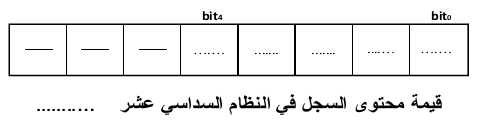 bit4 bit0
—— —— —— ....... ....... ....... ....... .......
قيمة محتوى السجل في النظام السداسي عشر ...........